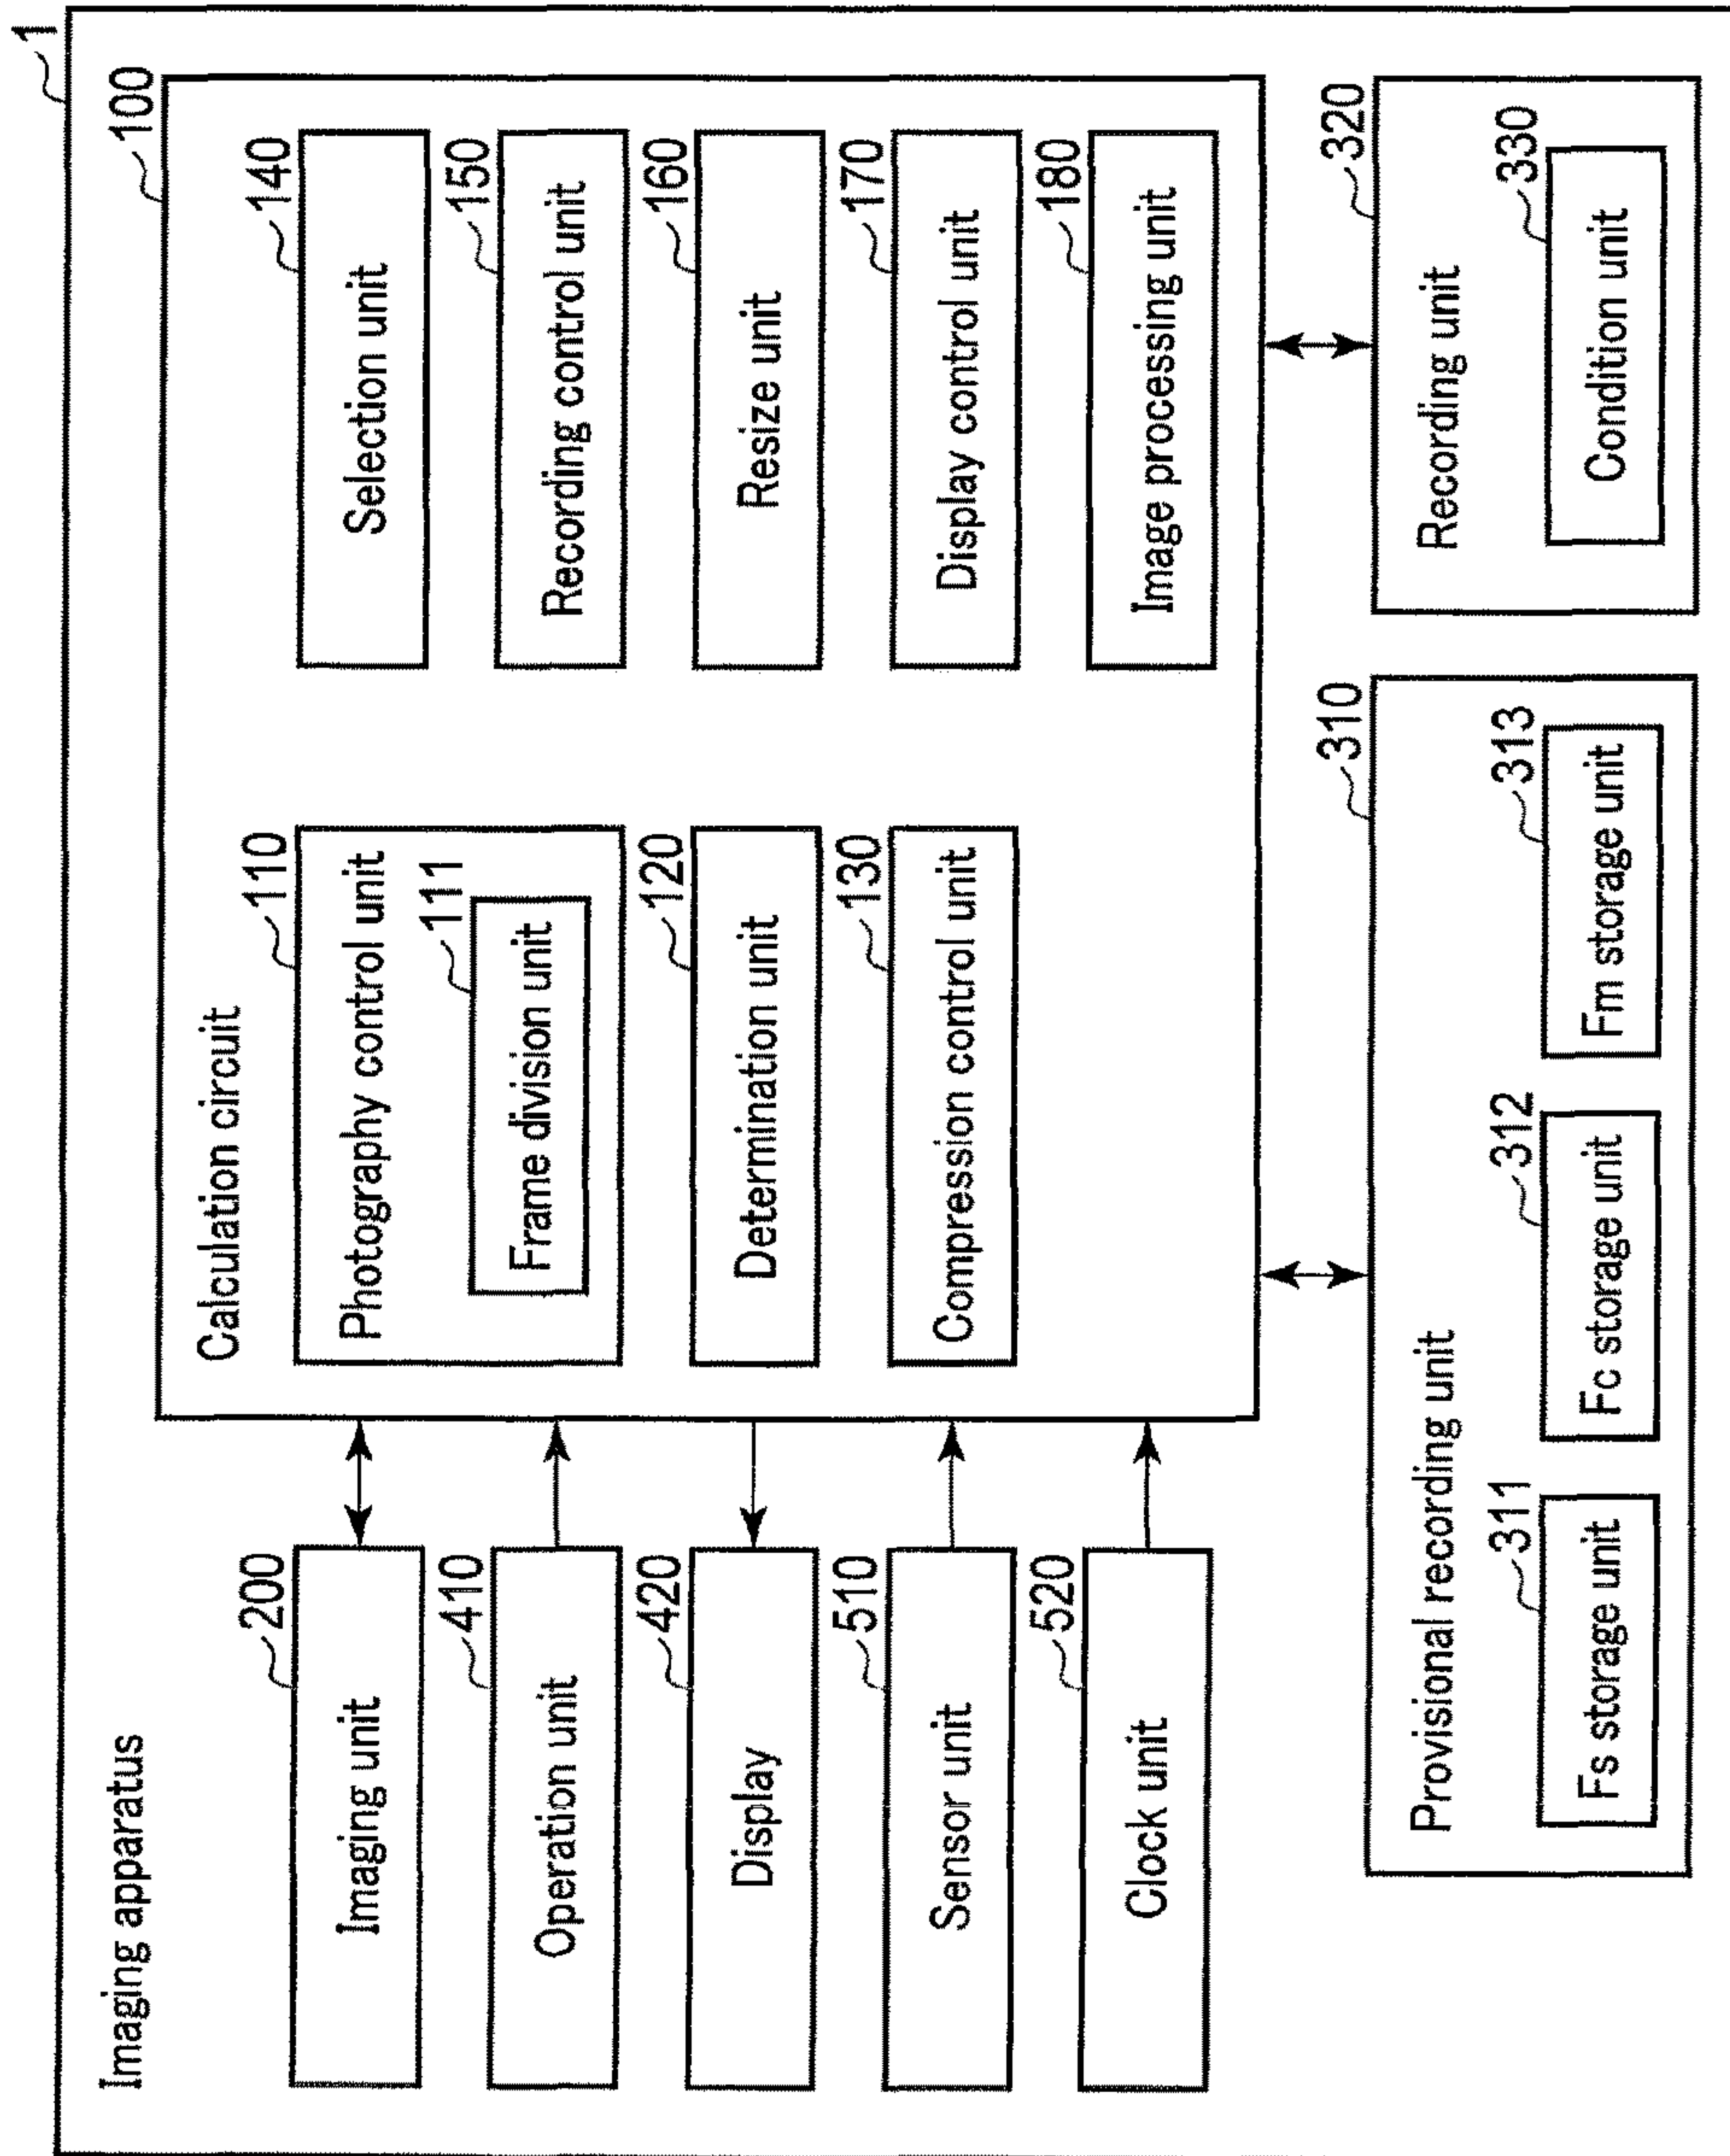 1
Imaging apparatus
100
Calculation circuit
200
Imaging unit
410
Operation unit
420
Display
510
Sensor unit
520
Clock unit
110
Photography control unit
111
Frame division unit
120
Determination unit
130
Compression control unit
140
Selection unit
150
Recording control unit
160
Resize unit
170
Display control unit
180
Image processing unit
310
Provisional recording unit
311
Fs storage unit
312
Fc storage unit
313
Fm storage unit
320
Recording unit
330
Condition unit